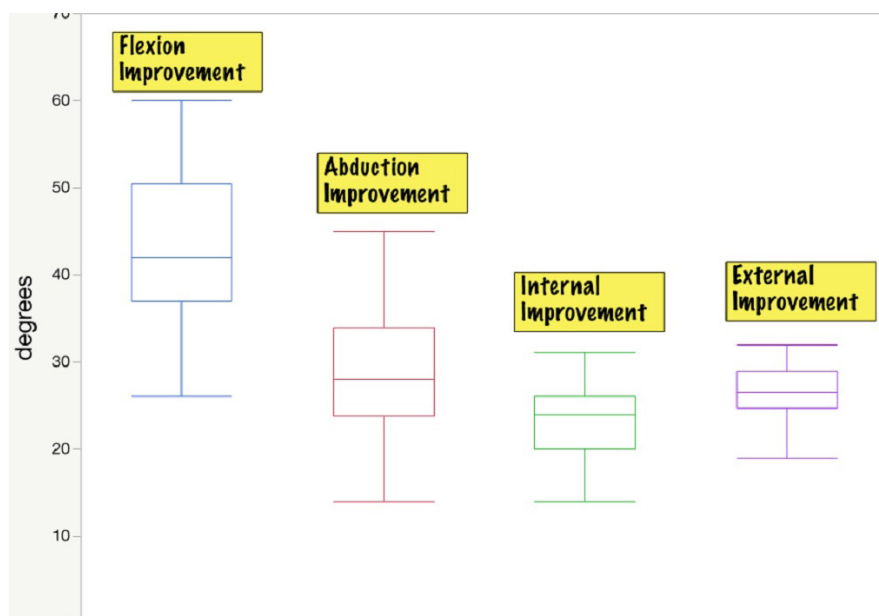 70
Flexion
Improvement
60
Abduction
Improvement
50
Internal
Improvement
External
Improvement
40
degrees
30
20
10